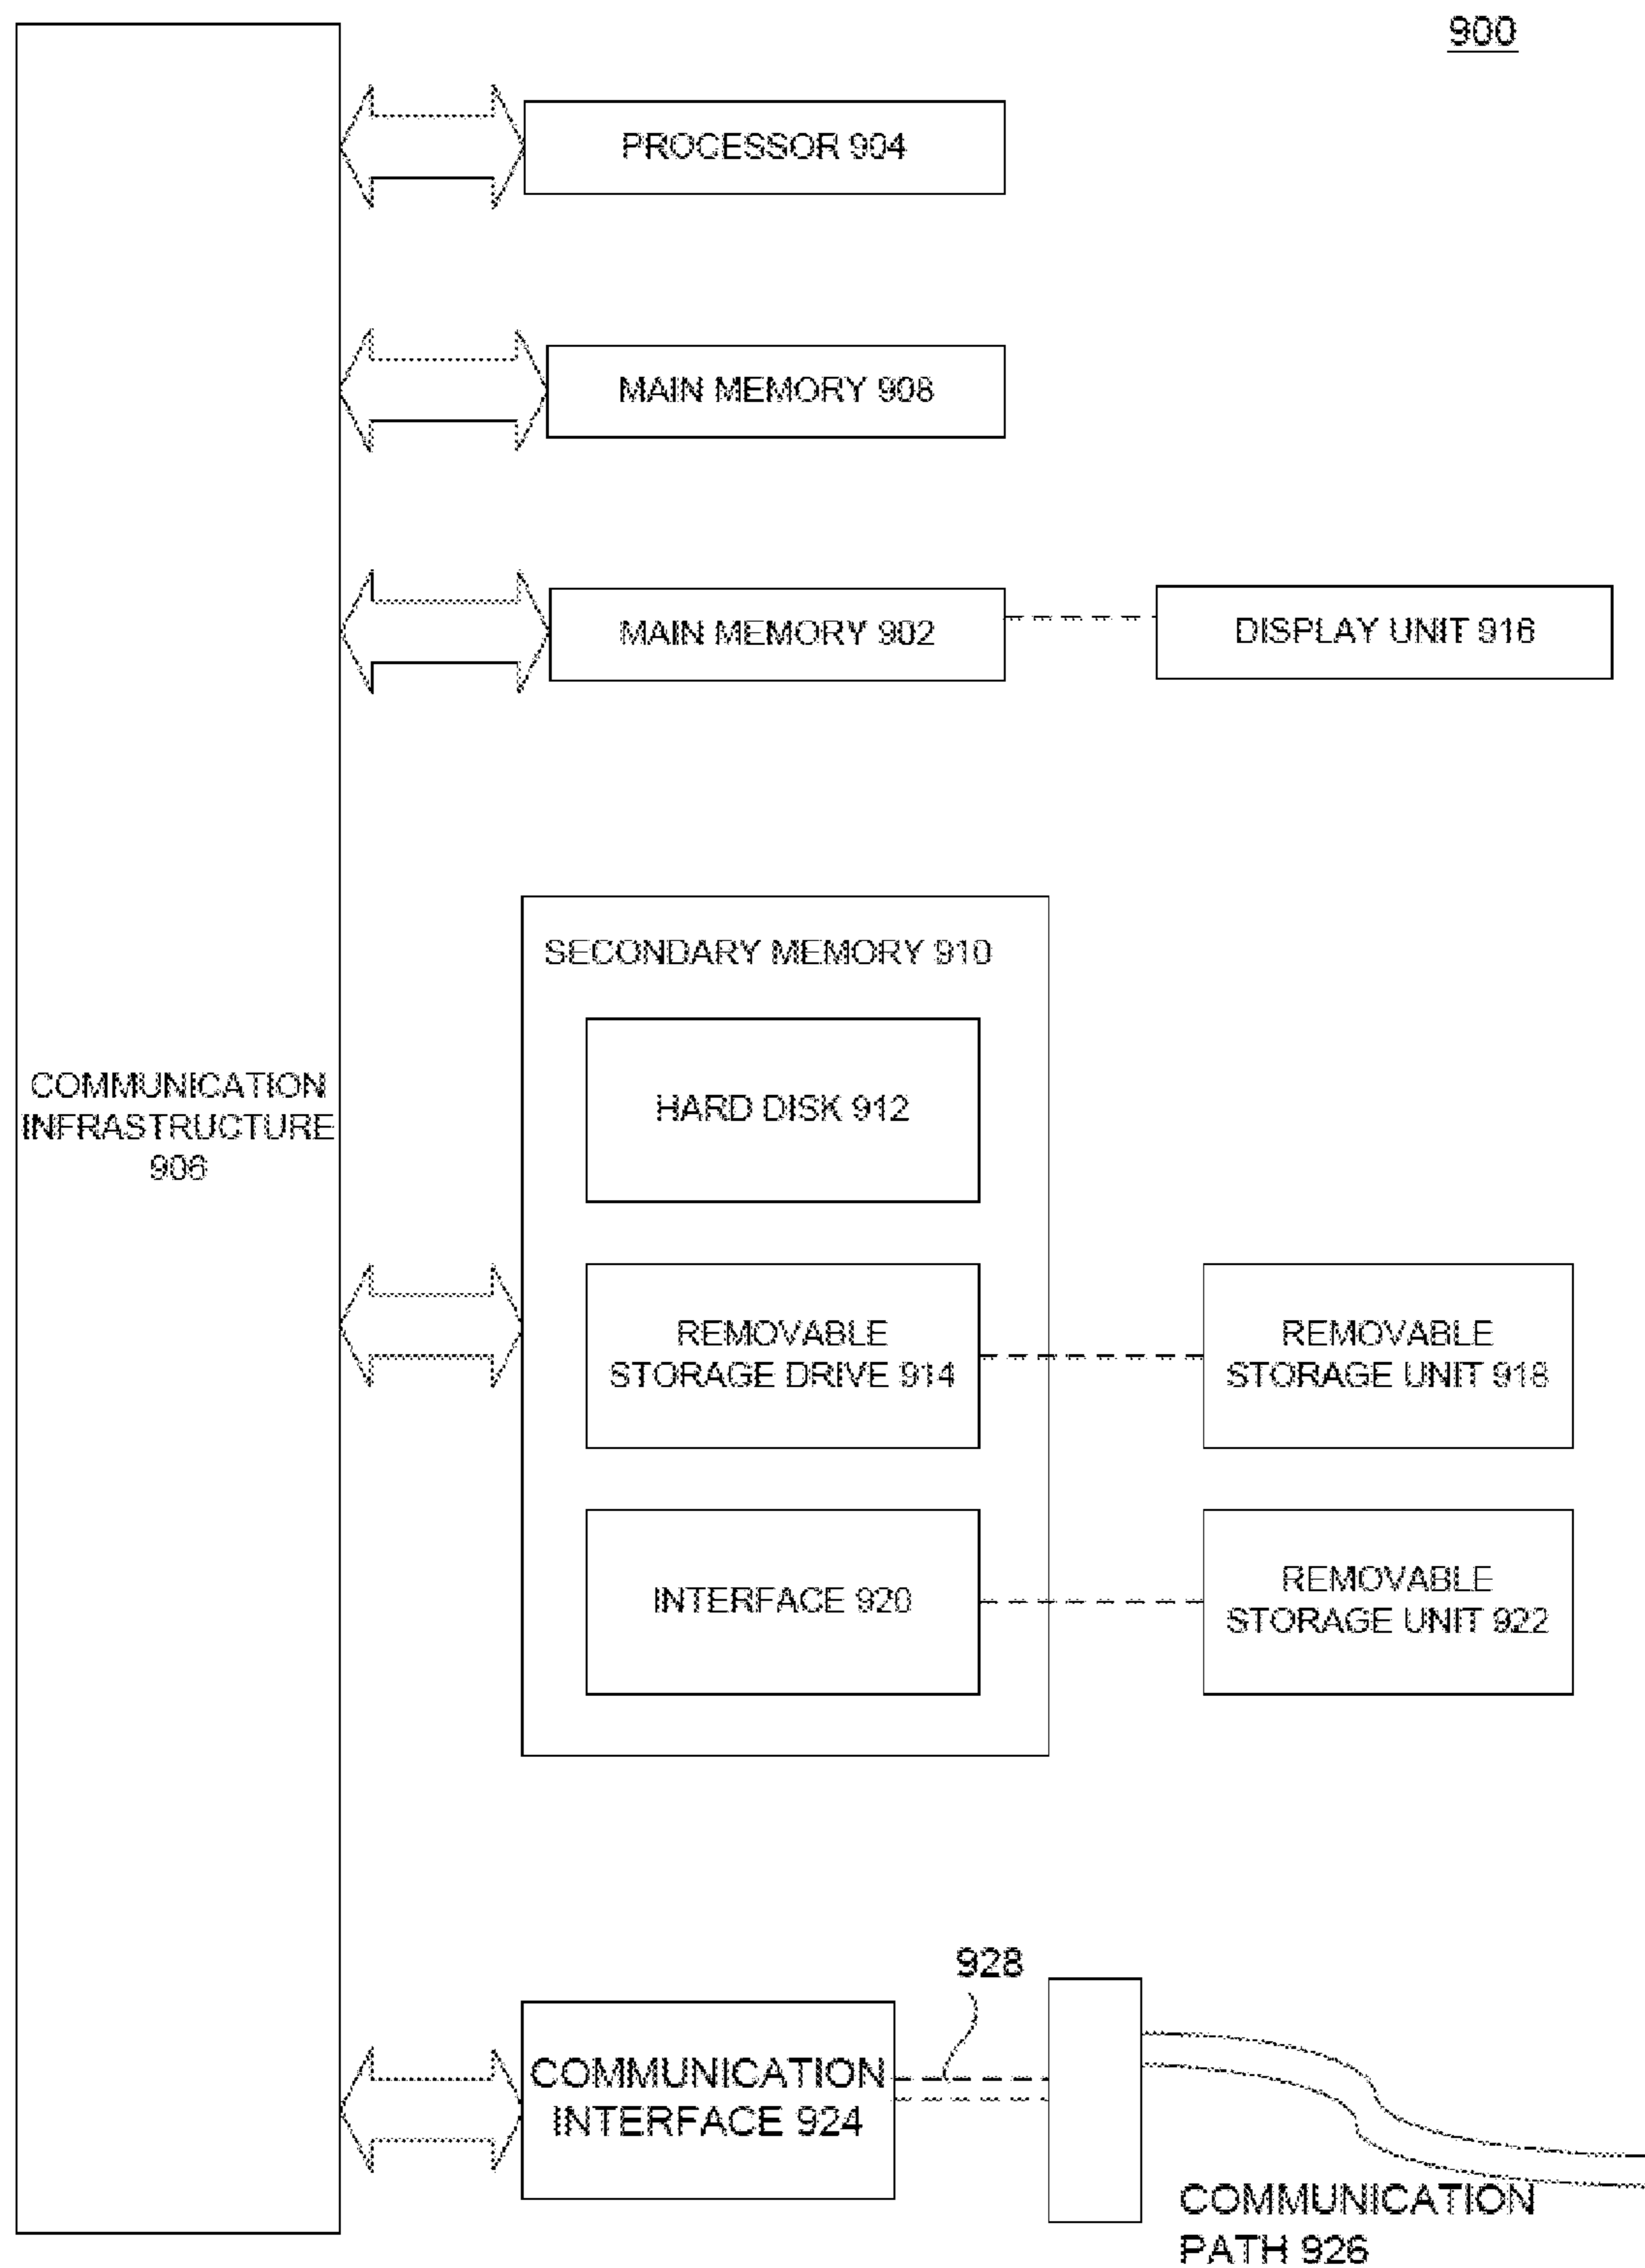 900
PROCESSOR 904
MAIN MEMORY 908
MAIN MEMORY 902
DISPLAY UNIT 916
SECONDARY MEMORY 910
HARD DISK 912
COMMUNICATION
INFRASTRUCTURE
906
REMOVABLE
STORAGE DRIVE 914
REMOVABLE
STORAGE UNIT 918
INTERFACE 920
REMOVABLE
STORAGE UNIT 922
928
COMMUNICATION
INTERFACE 924
COMMUNICATION
PATH 926